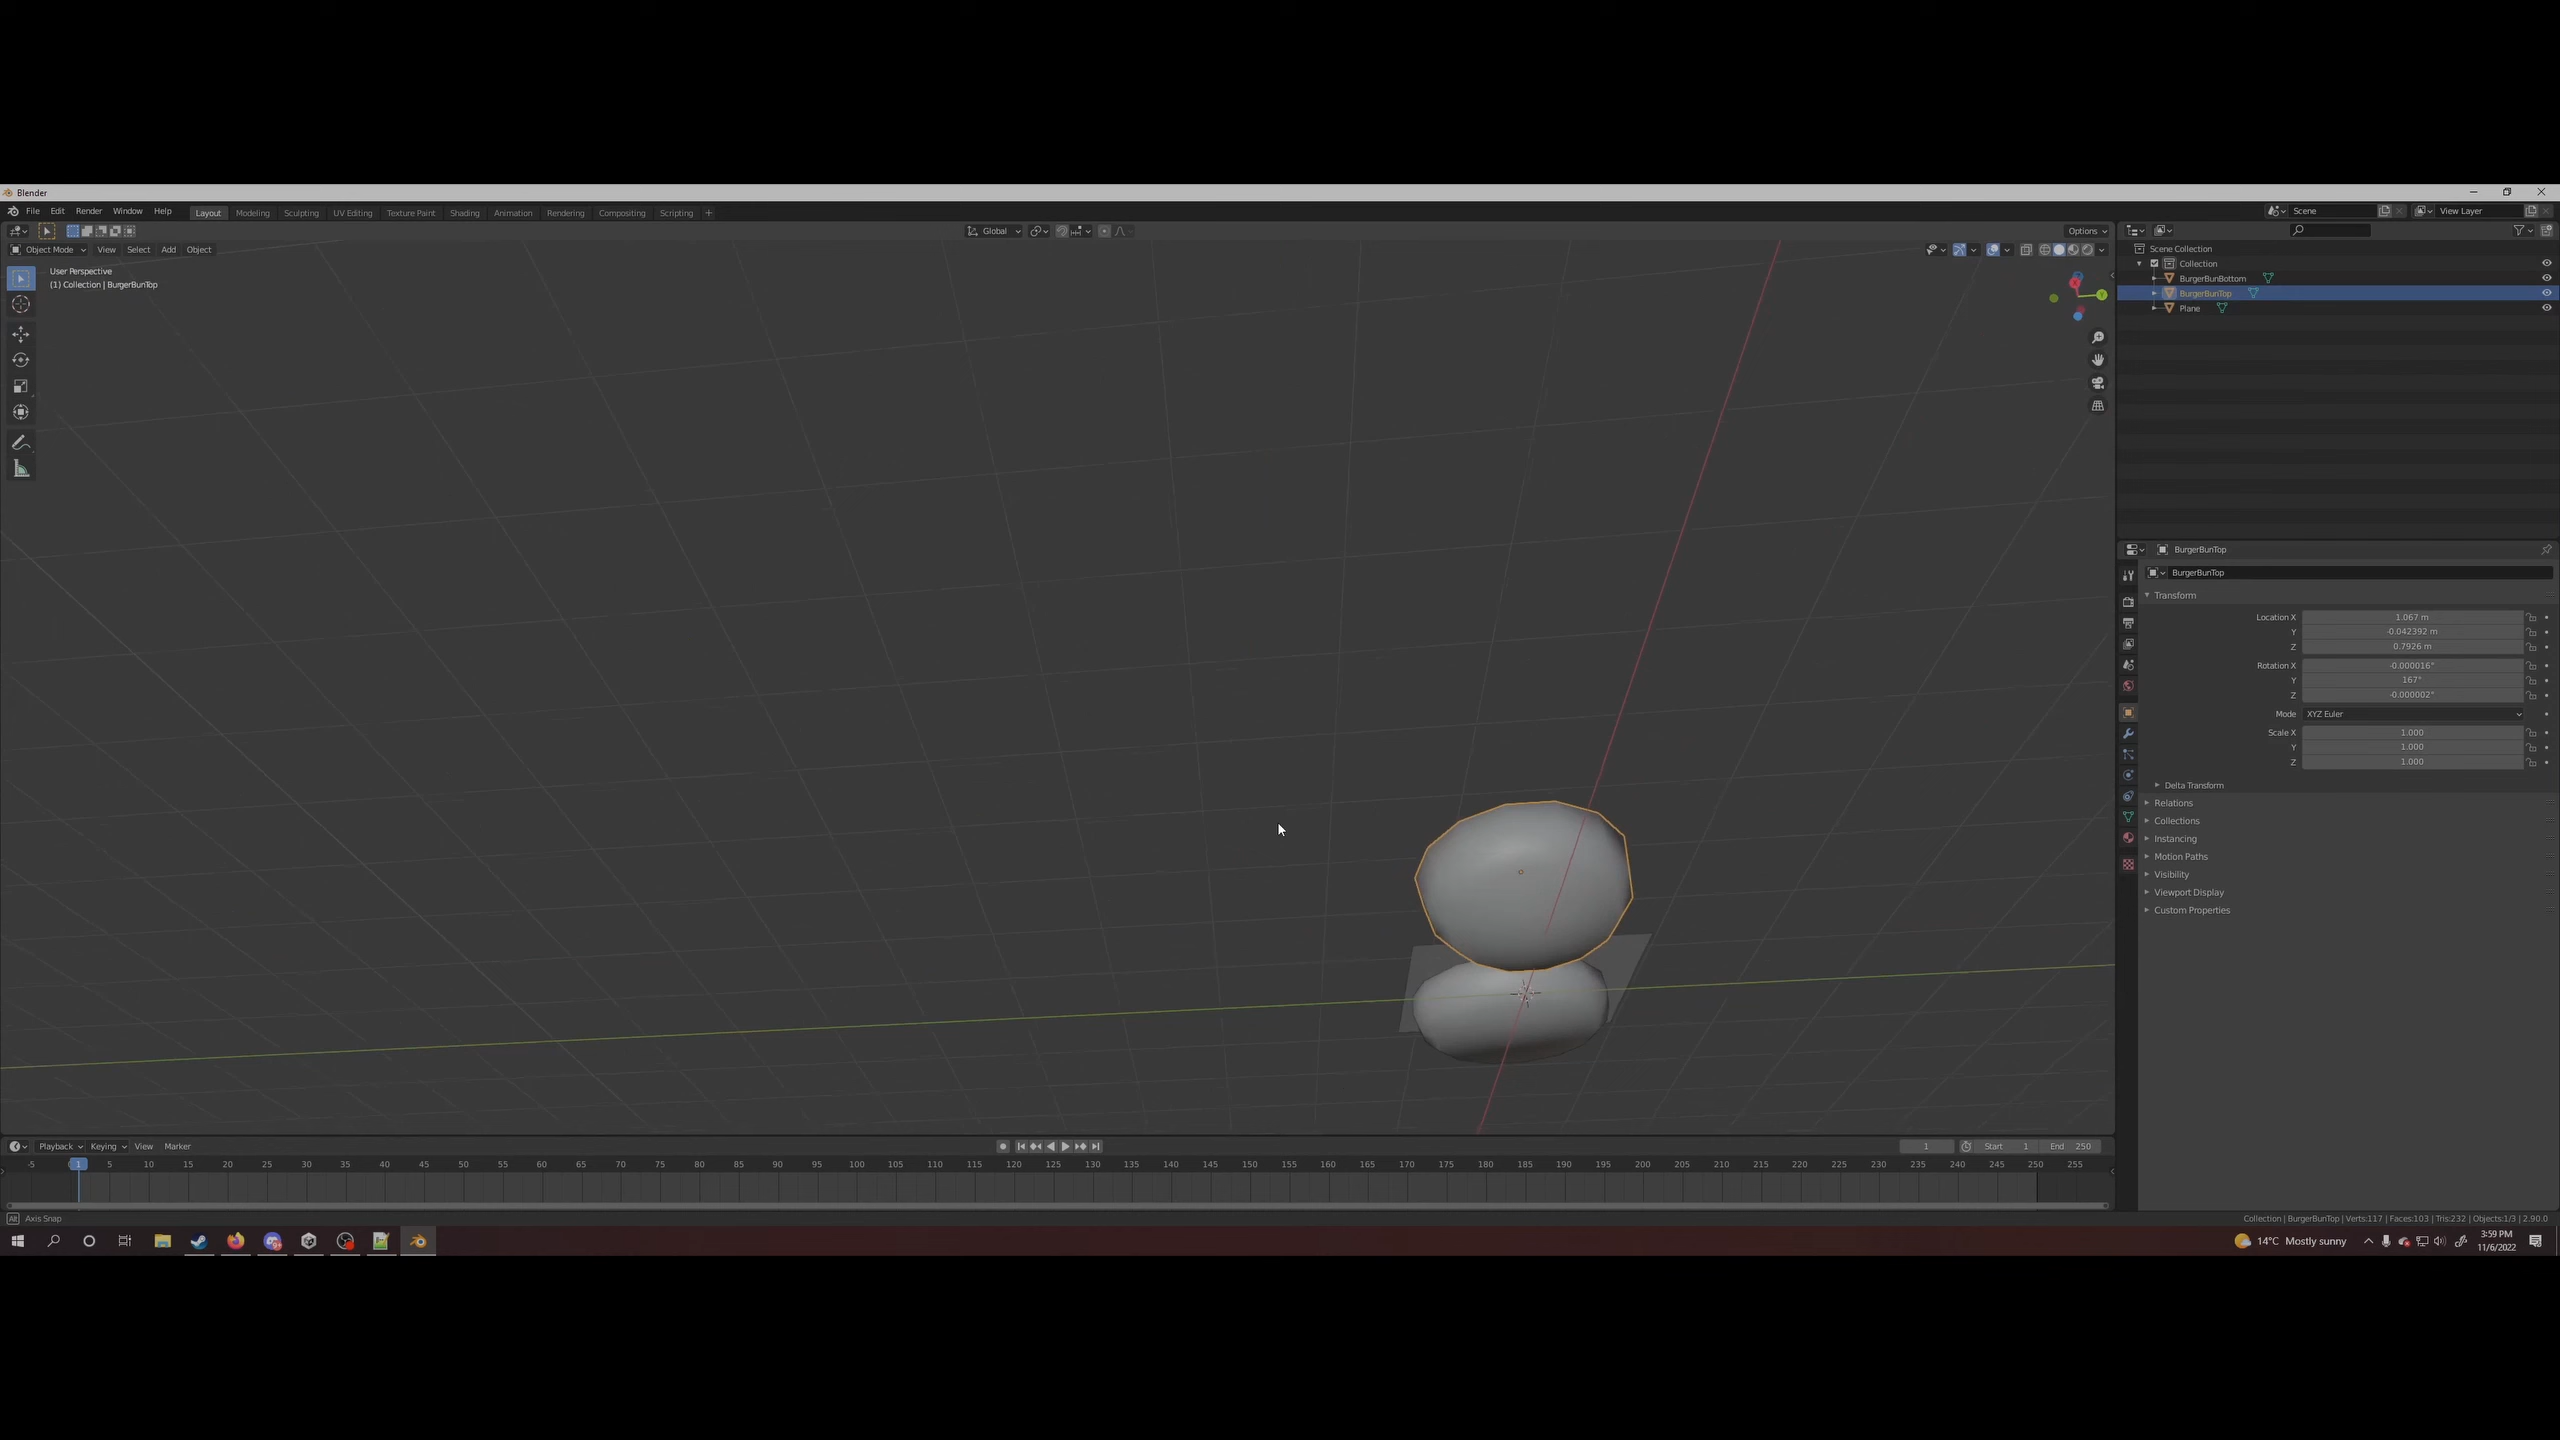 Blender
File Edit Render Window Help Layout Modeling Sculpting UV Editing Texture Paint Shading Animation Rendering Compositing Scripting + Scene View Layer
Global Options
Object Mode View Select Add Object
User Perspective
(1) Collection | BurgerBunTop
X
Y
Scene Collection
Collection
BurgerBunBottom
BurgerBunTop
Plane
BurgerBunTop
BurgerBunTop
Transform
Location X 1.067 m
Y -0.042392 m
Z 0.7926 m
Rotation X -0.000016°
Y 167°
Z -0.000002°
Mode XYZ Euler
Scale X 1.000
Y 1.000
Z 1.000
Delta Transform
Relations
Collections
Instancing
Motion Paths
Visibility
Viewport Display
Custom Properties
Playback Keying View Marker 1 Start 1 End 250
-5 1 5 10 15 20 25 30 35 40 45 50 55 60 65 70 75 80 85 90 95 100 105 110 115 120 125 130 135 140 145 150 155 160 165 170 175 180 185 190 195 200 205 210 215 220 225 230 235 240 245 250 255
Alt Axis Snap
Collection | BurgerBunTop | Verts:117 | Faces:103 | Tris:232 | Objects:1/3 | 2.90.0
14°C Mostly sunny
3:59 PM
11/6/2022